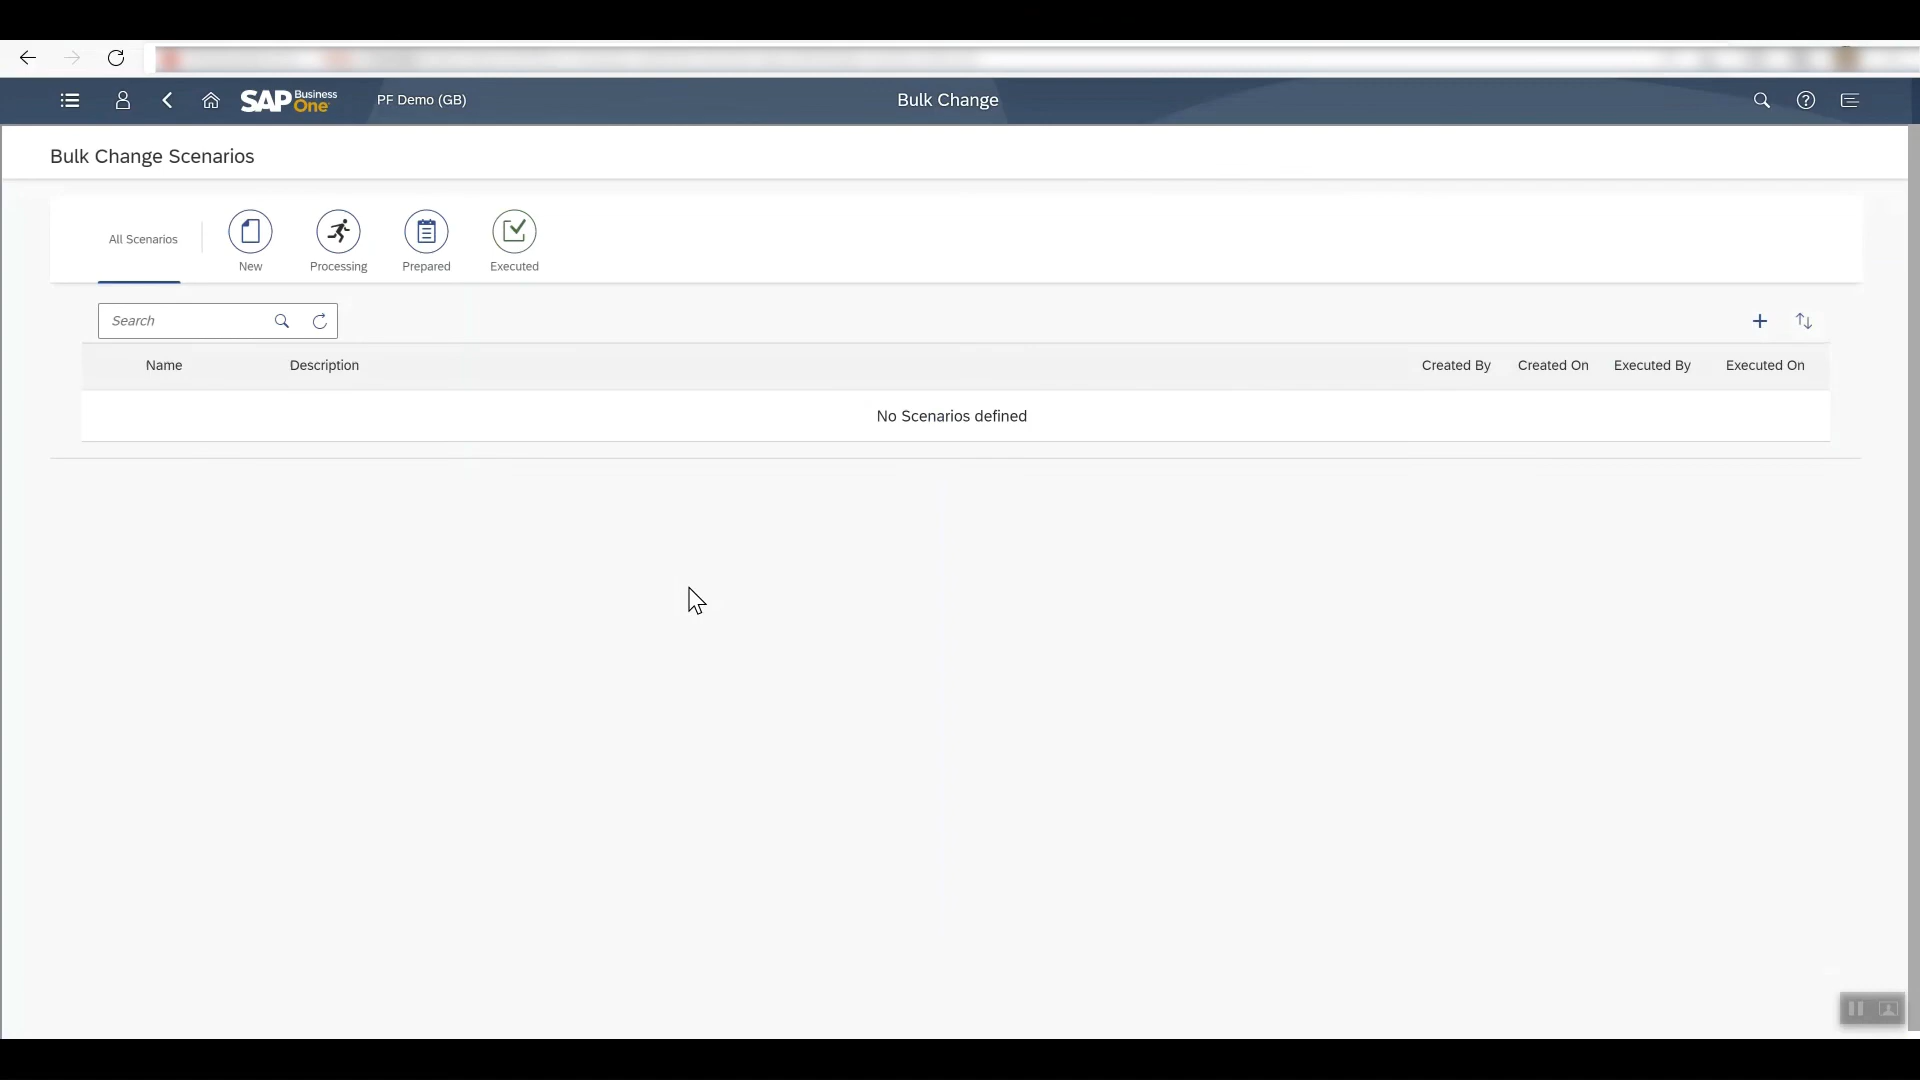 SAP Business One
PF Demo (GB)
Bulk Change
Bulk Change Scenarios
All Scenarios
New
Processing
Prepared
Executed
Search
Name
Description
Created By
Created On
Executed By
Executed On
No Scenarios defined